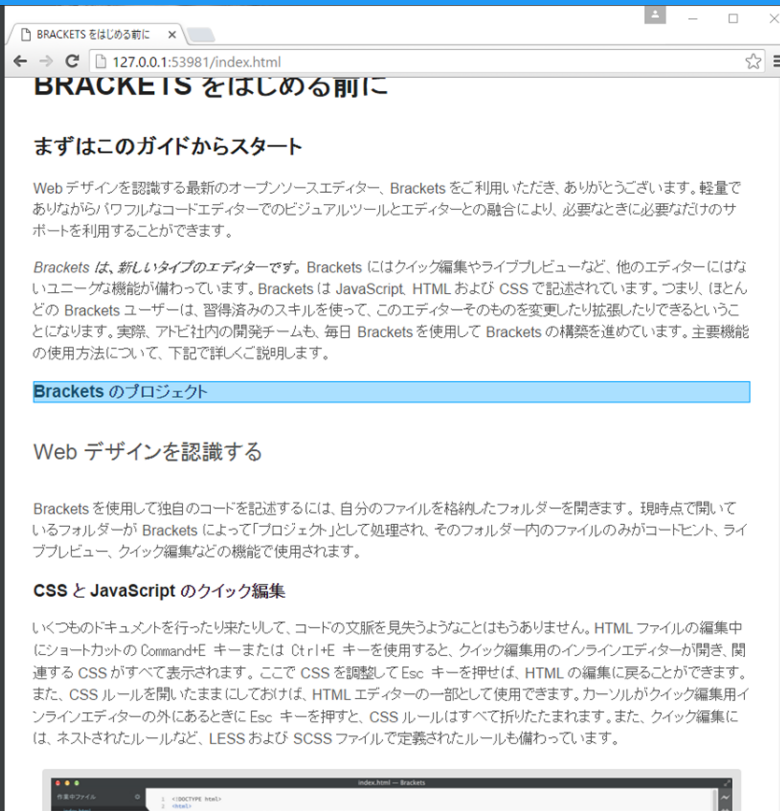 BRACKETS をはじめる前に
127.0.0.1:53981/index.html
BRACKETS をはじめる前に
まずはこのガイドからスタート
Web デザインを認識する最新のオープンソースエディター、Brackets をご利用いただき、ありがとうございます。軽量で
ありながらパワフルなコードエディターでのビジュアルツールとエディターとの融合により、必要なときに必要なだけのサ
ポートを利用することができます。
Brackets は、新しいタイプのエディターです。 Brackets にはクイック編集やライブプレビューなど、他のエディターにはな
いユニークな機能が備わっています。Brackets は JavaScript, HTML および CSS で記述されています。つまり、ほとん
どの Brackets ユーザーは、習得済みのスキルを使って、このエディターそのものを変更したり拡張したりできるというこ
とになります。実際、アドビ社内の開発チームも、毎日 Brackets を使用して Brackets の構築を進めています。主要機能
の使用方法について、下記で詳しくご説明します。
Brackets のプロジェクト
Web デザインを認識する
Brackets を使用して独自のコードを記述するには、自分のファイルを格納したフォルダーを開きます。 現時点で開いて
いるフォルダーが Brackets によって「プロジェクト」として処理され、そのフォルダー内のファイルのみがコードヒント、ライ
ブプレビュー、クイック編集などの機能で使用されます。
CSS と JavaScript のクイック編集
いくつものドキュメントを行ったり来たりして、コードの文脈を見失うようなことはもうありません。HTML ファイルの編集中
にショートカットの Command+E キーまたは Ctrl+E キーを使用すると、クイック編集用のインラインエディターが開き、関
連する CSS がすべて表示されます。 ここで CSS を調整して Esc キーを押せば、HTML の編集に戻ることができます。
また、CSS ルールを開いたままにしておけば、HTML エディターの一部として使用できます。カーソルがクイック編集用イ
ンラインエディターの外にあるときに Esc キーを押すと、CSS ルールはすべて折りたたまれます。また、クイック編集に
は、ネストされたルールなど、LESS および SCSS ファイルで定義されたルールも備わっています。
index.html — Brackets
作業中ファイル
1 <!DOCTYPE html>
2 <html>